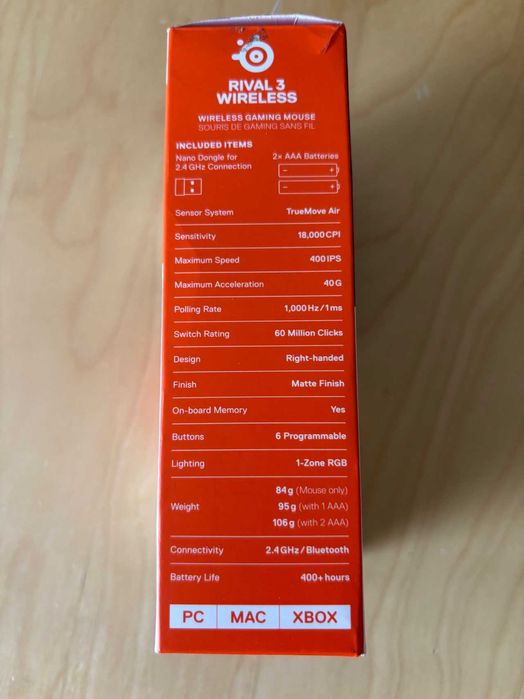 RIVAL 3
WIRELESS
WIRELESS GAMING MOUSE
SOURIS DE GAMING SANS FIL
INCLUDED ITEMS
Nano Dongle for 2x AAA Batteries
2.4 GHz Connection
Sensor System TrueMove Air
Sensitivity 18,000 CPI
Maximum Speed 400 IPS
Maximum Acceleration 40 G
Polling Rate 1,000 Hz / 1 ms
Switch Rating 60 Million Clicks
Design Right-handed
Finish Matte Finish
On-board Memory Yes
Buttons 6 Programmable
Lighting 1-Zone RGB
84 g (Mouse only)
Weight 95 g (with 1 AAA)
106 g (with 2 AAA)
Connectivity 2.4 GHz / Bluetooth
Battery Life 400+ hours
PC MAC XBOX